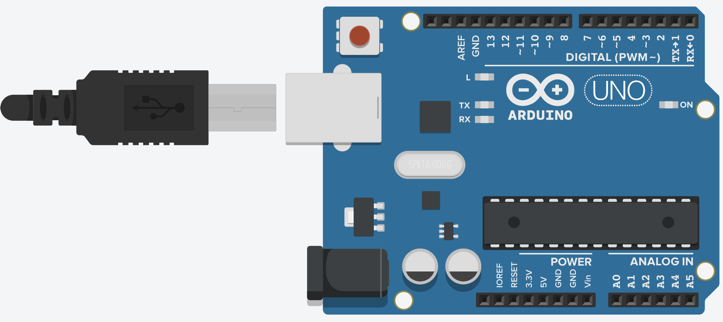 AREF
GND
13
12
~11
~10
~9
8
7
~6
~5
4
~3
2
TX→1
RX←0
DIGITAL (PWM~)
L
TX
RX
ARDUINO
UNO
ON
POWER
ANALOG IN
IOREF
RESET
3.3V
5V
GND
GND
Vin
A0
A1
A2
A3
A4
A5